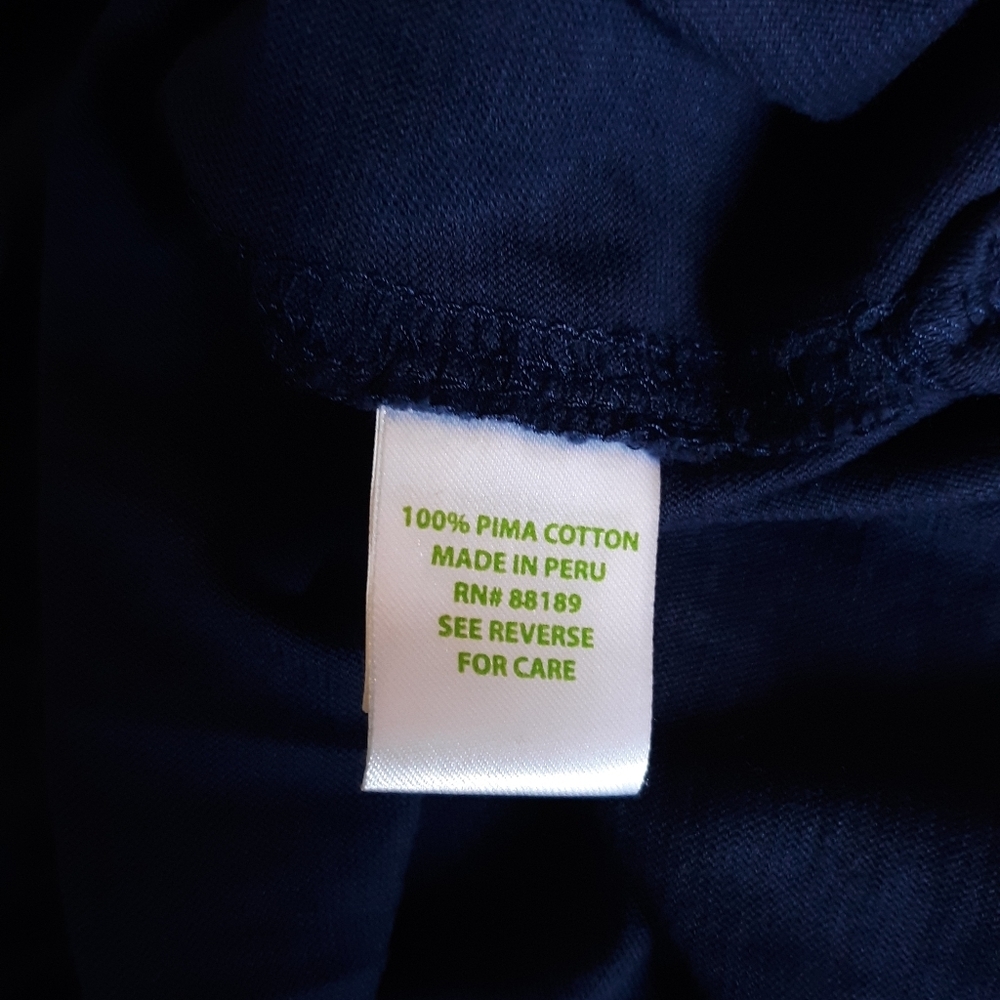 100% PIMA COTTON
MADE IN PERU
RN# 88189
SEE REVERSE
FOR CARE